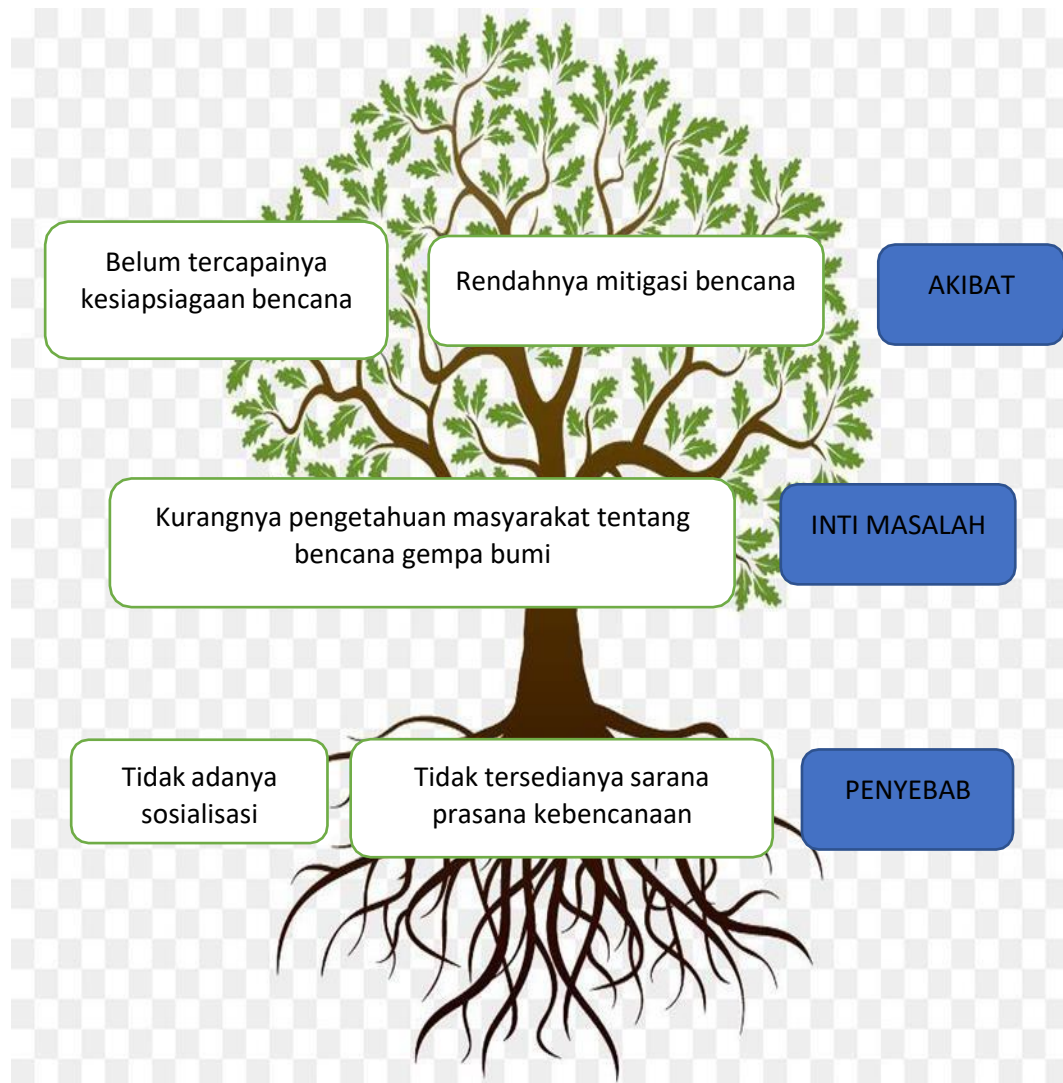 Belum tercapainya
kesiapsiagaan bencana
Rendahnya mitigasi bencana
AKIBAT
Kurangnya pengetahuan masyarakat tentang
bencana gempa bumi
INTI MASALAH
Tidak adanya
sosialisasi
Tidak tersedianya sarana
prasana kebencanaan
PENYEBAB